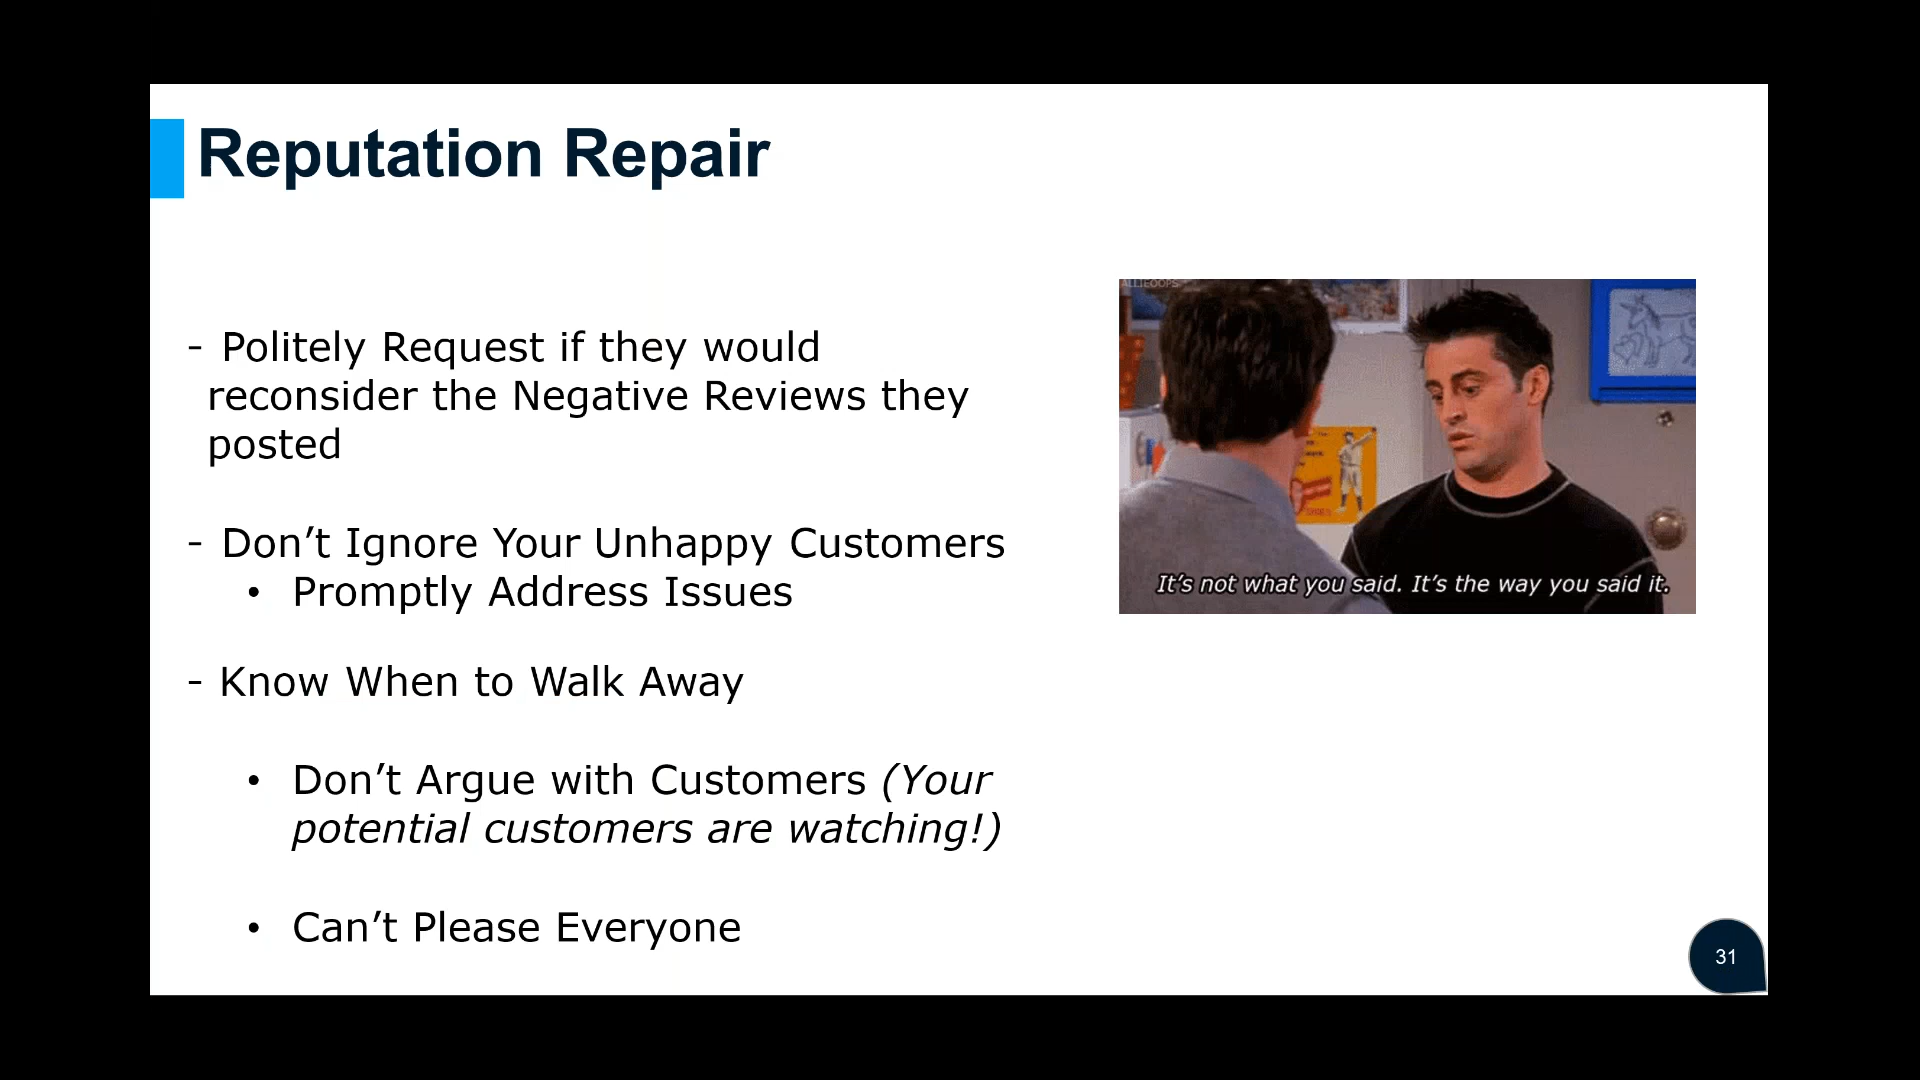 Reputation Repair
- Politely Request if they would
reconsider the Negative Reviews they
posted
- Don’t Ignore Your Unhappy Customers
• Promptly Address Issues
- Know When to Walk Away
• Don’t Argue with Customers (Your
potential customers are watching!)
• Can’t Please Everyone
ALLIEOOPS
It’s not what you said. It’s the way you said it.
31